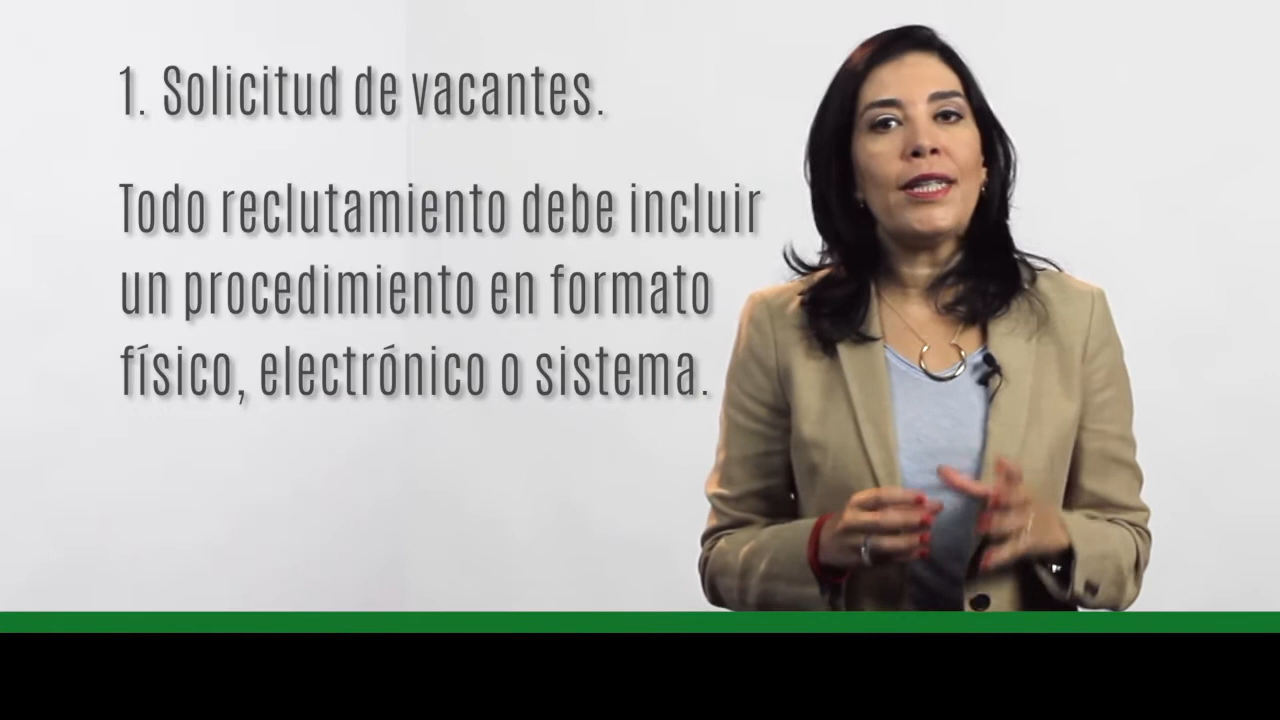 1. Solicitud de vacantes.
Todo reclutamiento debe incluir
un procedimiento en formato
físico, electrónico o sistema.